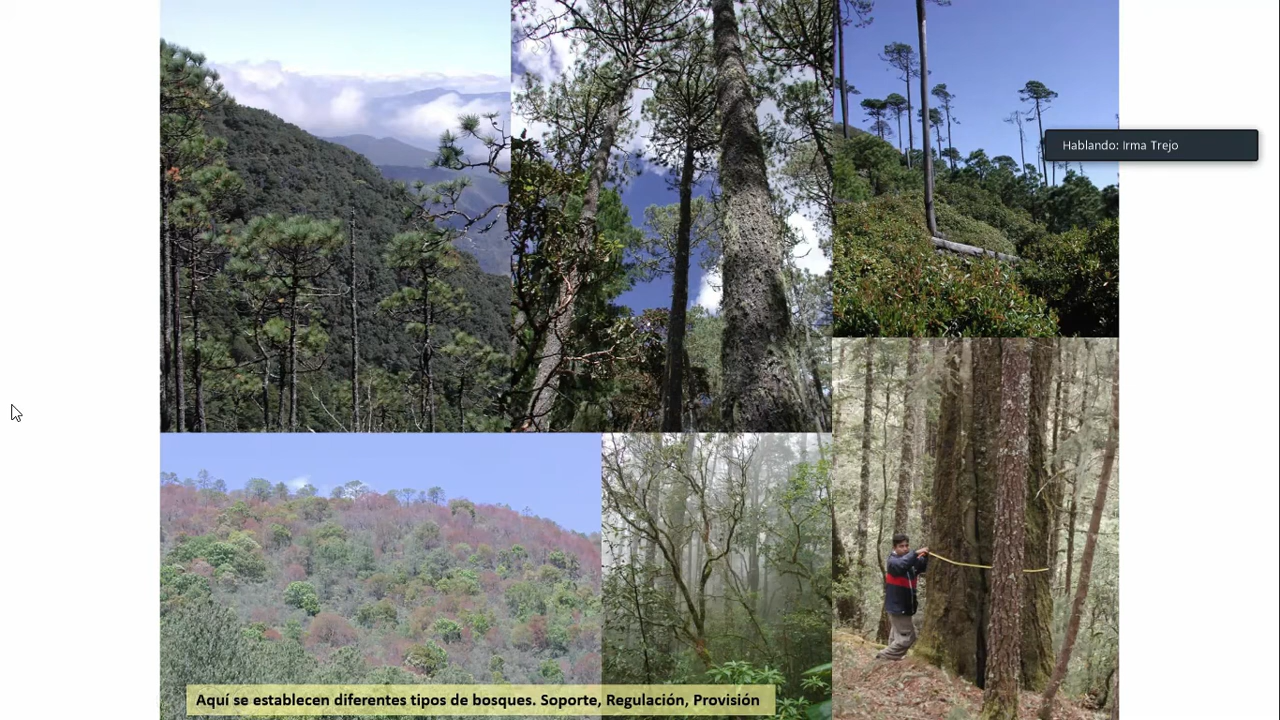 Hablando: Irma Trejo
Aquí se establecen diferentes tipos de bosques. Soporte, Regulación, Provisión